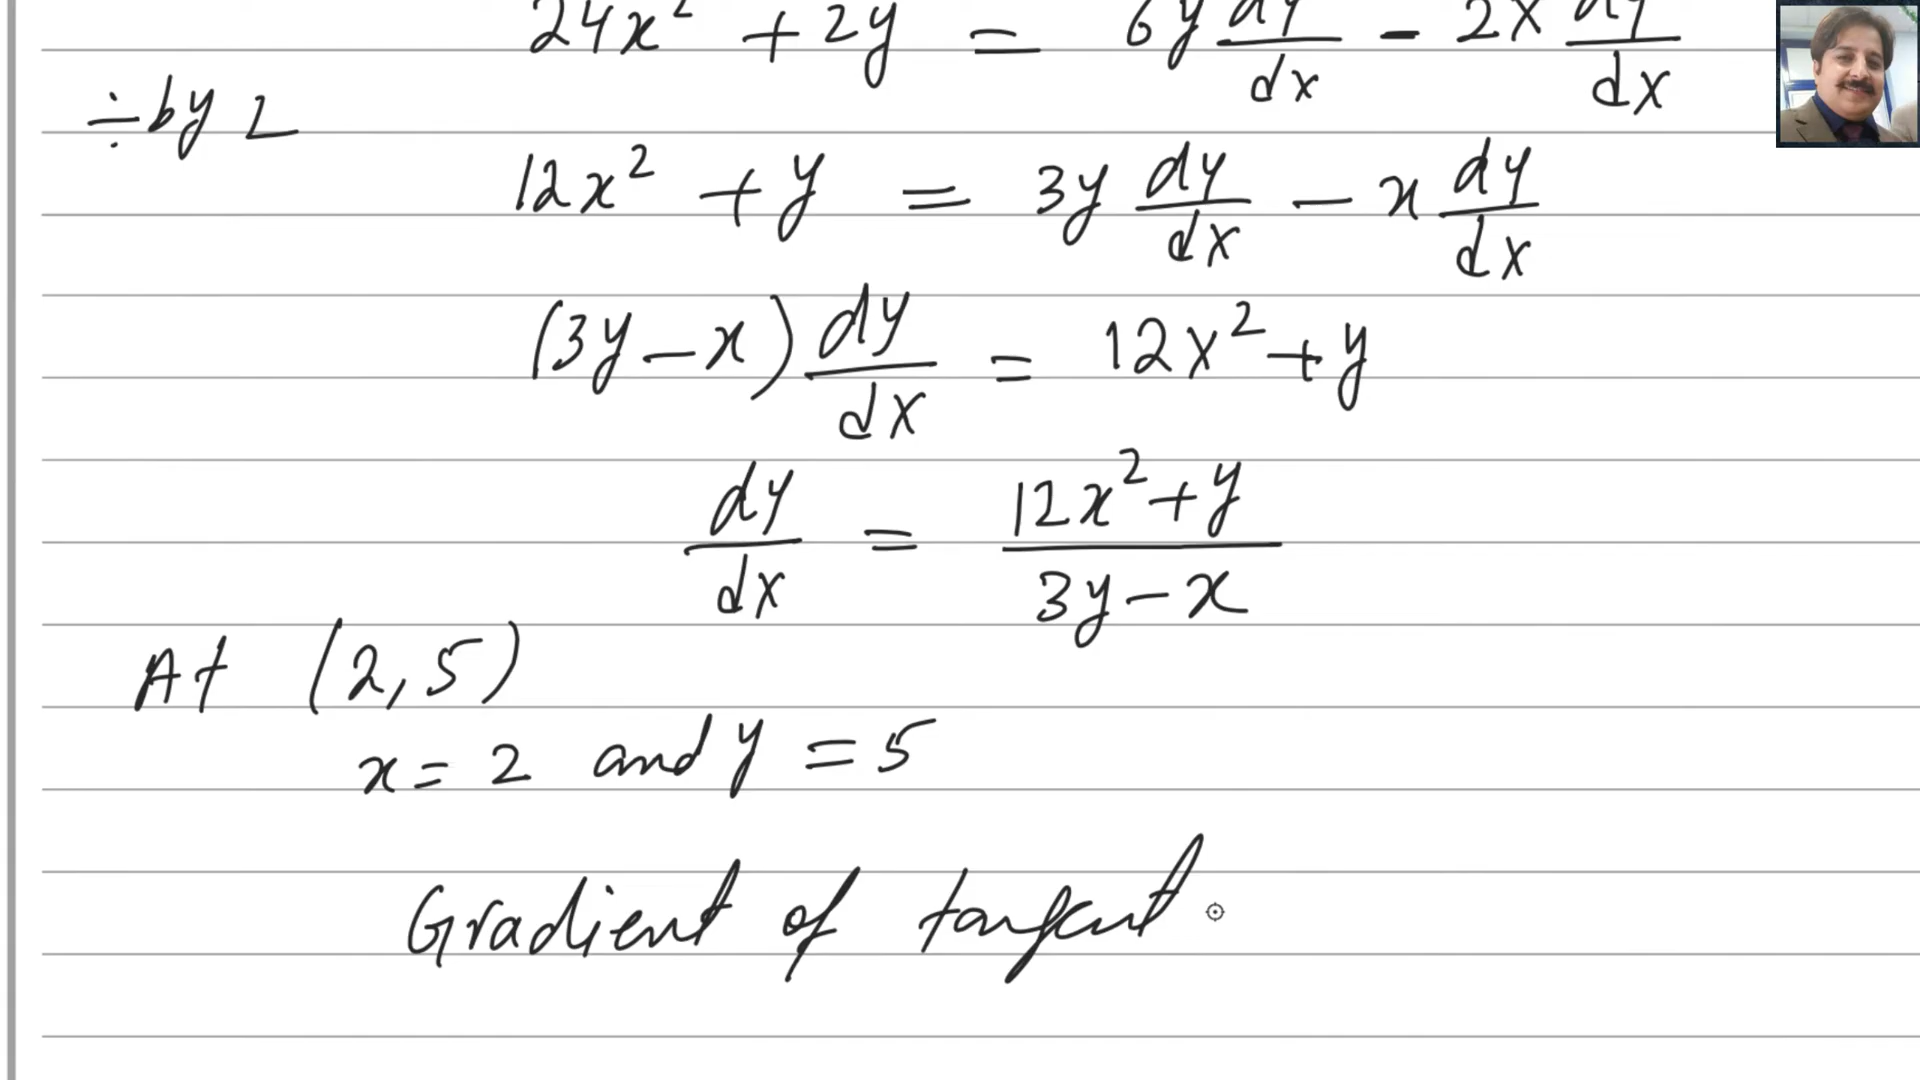 24x² + 2y = 6y dy/dx - 2x dy/dx
÷ by 2
12x² + y = 3y dy/dx - x dy/dx
(3y - x) dy/dx = 12x² + y
dy/dx = (12x² + y)/(3y - x)
At (2,5)
x = 2 and y = 5
Gradient of tangent